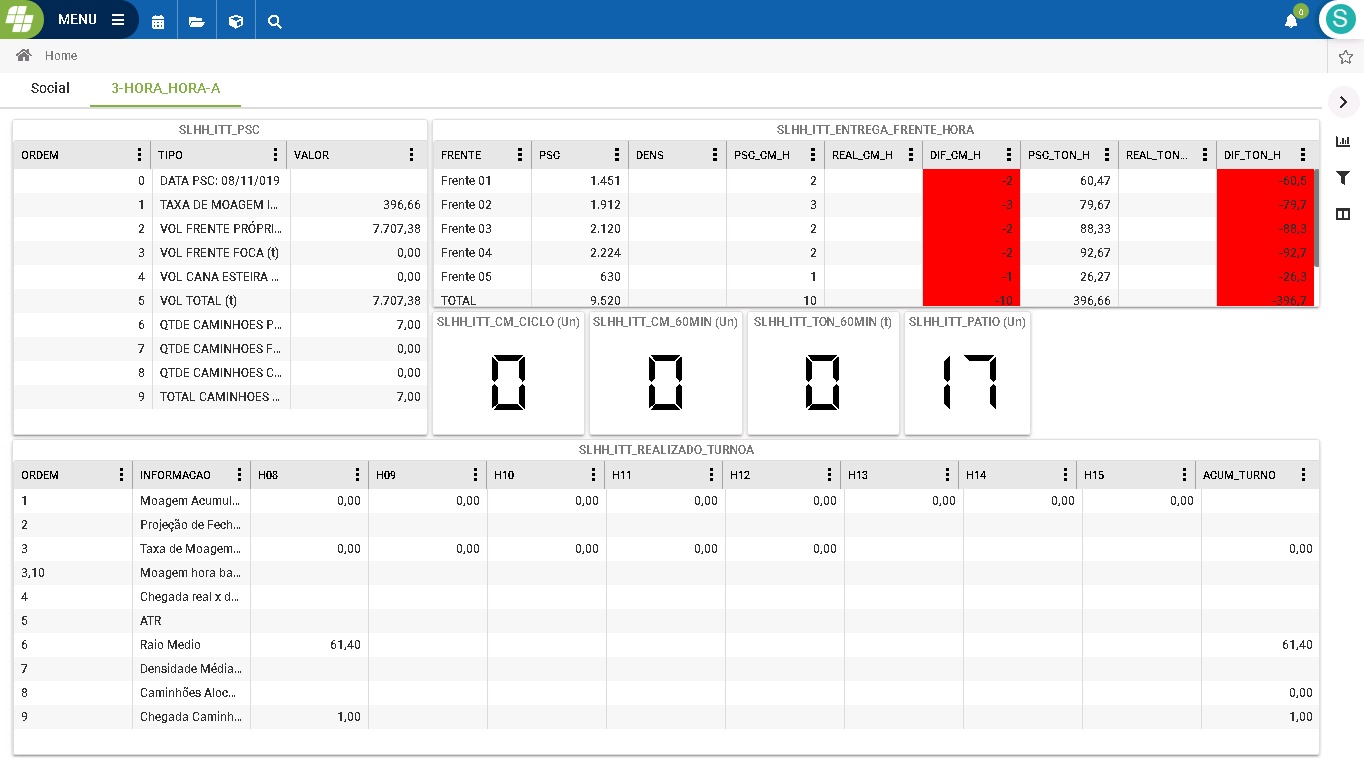 MENU
0
S
Home
Social 3-HORA_HORA-A
SLHH_ITT_PSC
ORDEM TIPO VALOR
0 DATA PSC: 08/11/019
1 TAXA DE MOAGEM I... 396,66
2 VOL FRENTE PRÓPRI... 7.707,38
3 VOL FRENTE FOCA (t) 0,00
4 VOL CANA ESTEIRA ... 0,00
5 VOL TOTAL (t) 7.707,38
6 QTDE CAMINHOES P... 7,00
7 QTDE CAMINHOES F... 0,00
8 QTDE CAMINHOES C... 0,00
9 TOTAL CAMINHOES ... 7,00
SLHH_ITT_ENTREGA_FRENTE_HORA
FRENTE PSC DENS PSC_CM_H REAL_CM_H DIF_CM_H PSC_TON_H REAL_TON... DIF_TON_H
Frente 01 1.451 2 -2 60,47 -60,5
Frente 02 1.912 3 -3 79,67 -79,7
Frente 03 2.120 2 -2 88,33 -88,3
Frente 04 2.224 2 -2 92,67 -92,7
Frente 05 630 1 -1 26,27 -26,3
TOTAL 9.520 10 -10 396,66 -396,7
SLHH_ITT_CM_CICLO (Un) SLHH_ITT_CM_60MIN (Un) SLHH_ITT_TON_60MIN (t) SLHH_ITT_PATIO (Un)
0 0 0 17
SLHH_ITT_REALIZADO_TURNOA
ORDEM INFORMACAO H08 H09 H10 H11 H12 H13 H14 H15 ACUM_TURNO
1 Moagem Acumul... 0,00 0,00 0,00 0,00 0,00 0,00 0,00 0,00
2 Projeção de Fech...
3 Taxa de Moagem... 0,00 0,00 0,00 0,00 0,00 0,00
3,10 Moagem hora ba...
4 Chegada real x d...
5 ATR
6 Raio Medio 61,40 61,40
7 Densidade Média...
8 Caminhões Aloc... 0,00
9 Chegada Caminh... 1,00 1,00